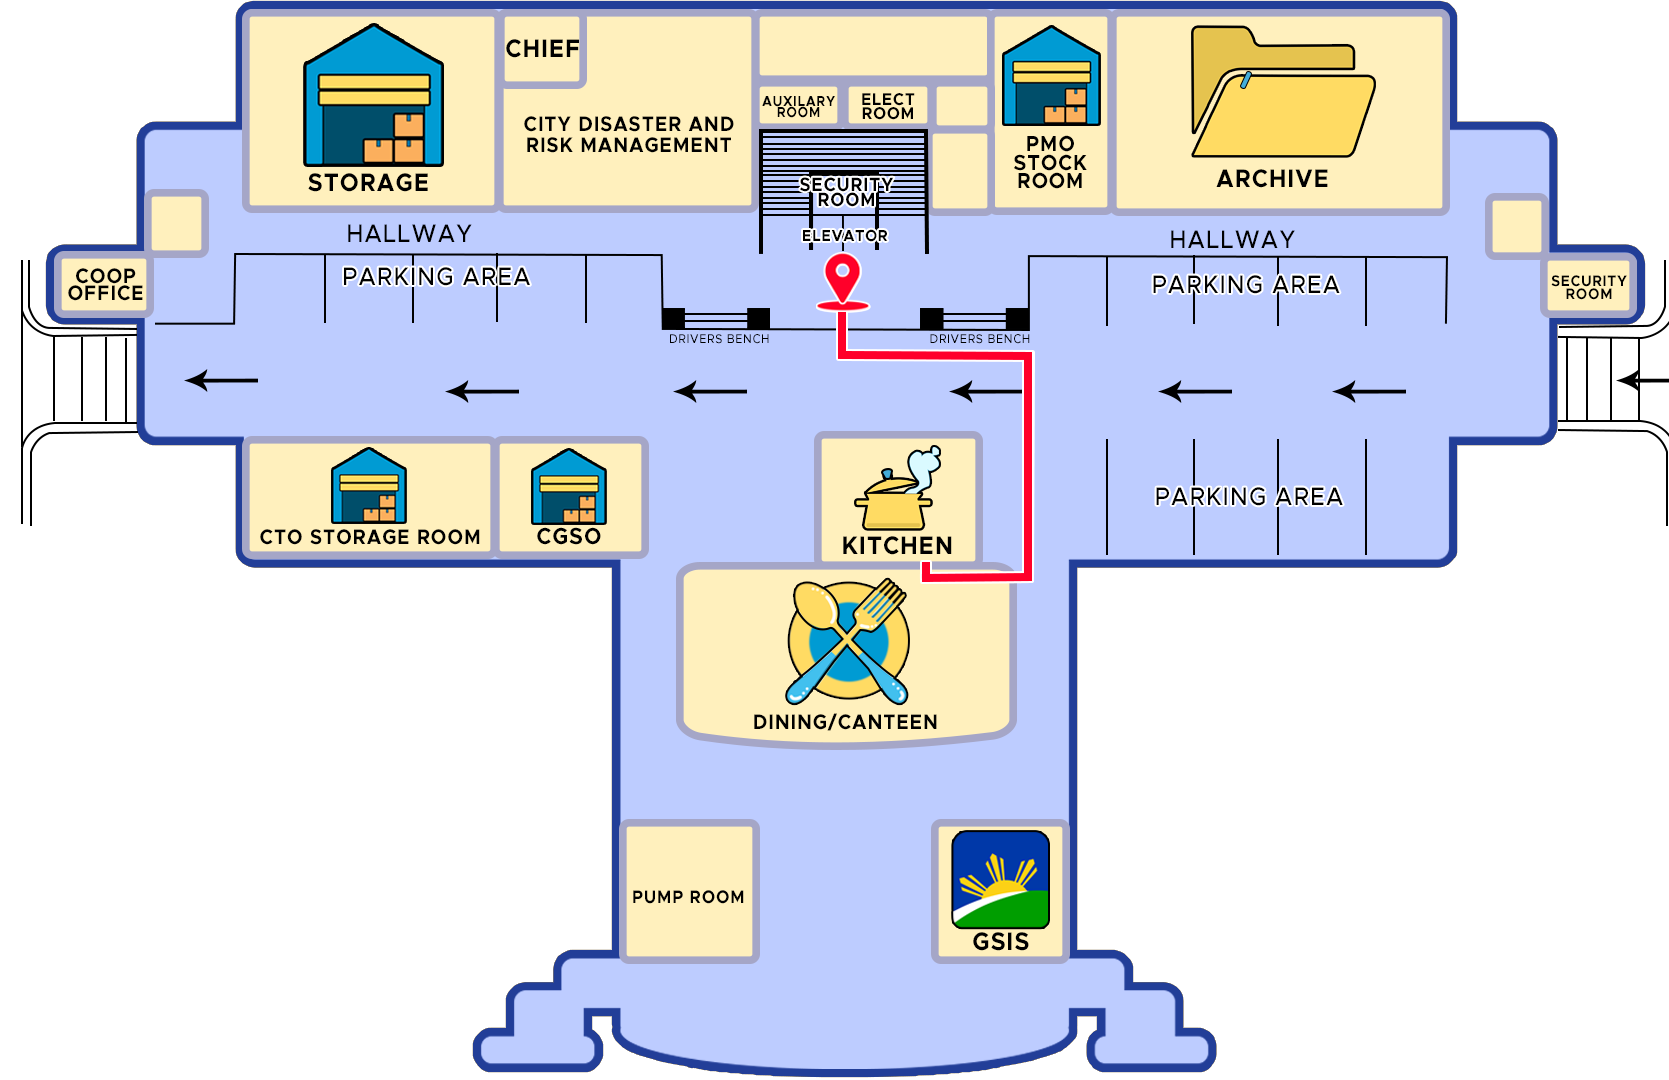 CHIEF
STORAGE
CITY DISASTER AND
RISK MANAGEMENT
AUXILARY
ROOM
ELECT
ROOM
SECURITY
ROOM
ELEVATOR
PMO
STOCK
ROOM
ARCHIVE
HALLWAY
HALLWAY
PARKING AREA
PARKING AREA
COOP
OFFICE
SECURITY
ROOM
DRIVERS BENCH
DRIVERS BENCH
CTO STORAGE ROOM
CGSO
KITCHEN
PARKING AREA
DINING/CANTEEN
PUMP ROOM
GSIS